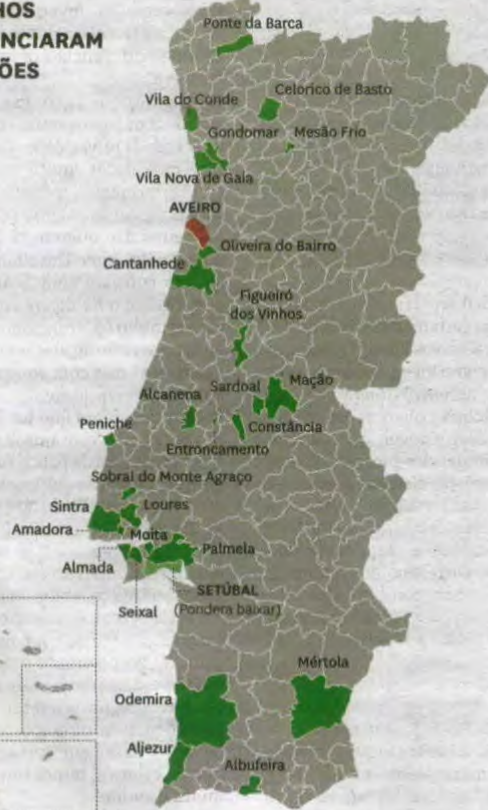 HOS
NCIARAM
ÕES
Ponte da Barca
Celorico de Basto
Vila do Conde
Gondomar
Mesão Frio
Vila Nova de Gaia
AVEIRO
Oliveira do Bairro
Cantanhede
Figueiró
dos Vinhos
Sardoal
Mação
Alcanena
Constância
Peniche
Entroncamento
Sobral do Monte Agraço
Sintra
Loures
Amadora
Moita
Palmela
Almada
SETÚBAL
(Pondera baixar)
Seixal
Mértola
Odemira
Aljezur
Albufeira